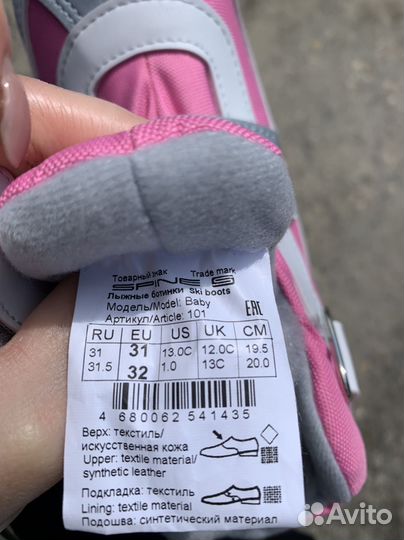 Товарный знак Trade mark
SPINE
Лыжные ботинки Ski boots
Модель/Model: Baby
Артикул/Article: 101
EAC
RU EU US UK CM
31 31 13.0C 12.0C 19.5
31.5 32 1.0 13C 20.0
4 680062 541435
Верх: текстиль/
искусственная кожа
Upper: textile material/
synthetic leather
Подкладка: текстиль
Lining: textile material
Подошва: синтетический материал
Avito